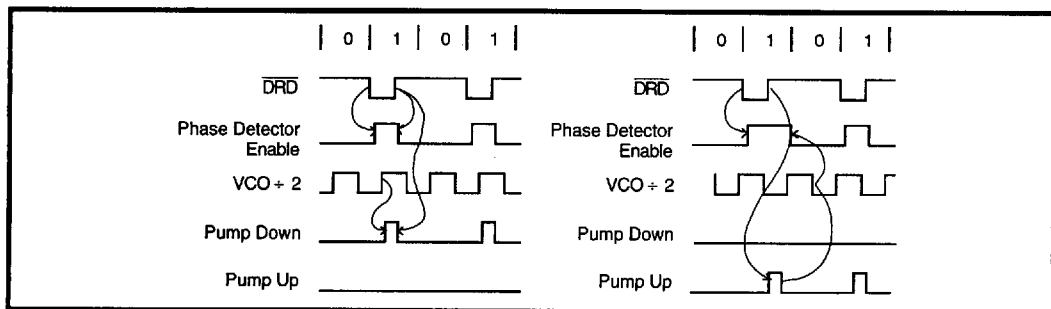 | 0 | 1 | 0 | 1 |
DRD
Phase Detector
Enable
VCO ÷ 2
Pump Down
Pump Up
| 0 | 1 | 0 | 1 |
DRD
Phase Detector
Enable
VCO ÷ 2
Pump Down
Pump Up